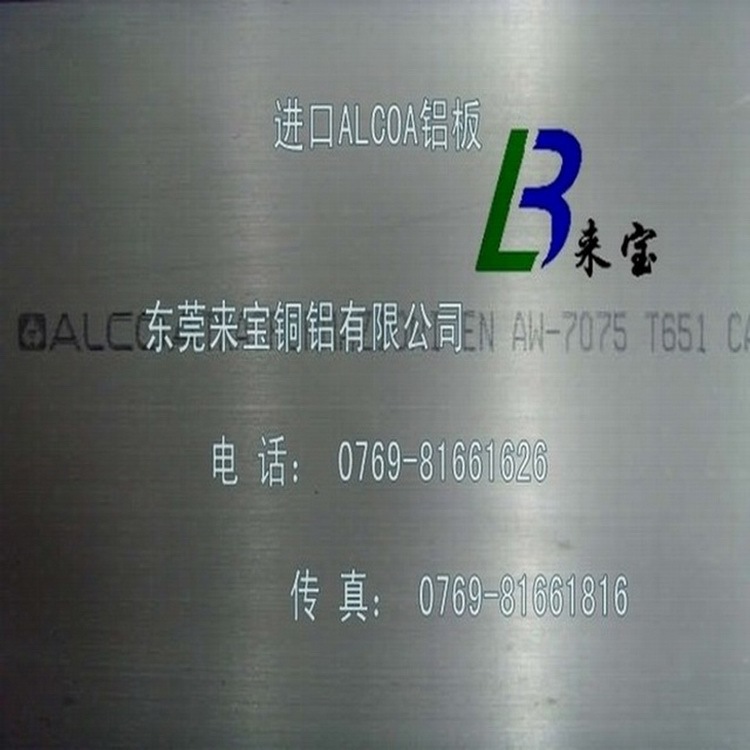 进口ALCOA铝板
LB
来宝
东莞来宝铜铝有限公司
ALCO EN AW-7075 T651 CA
电 话： 0769-81661626
传 真： 0769-81661816